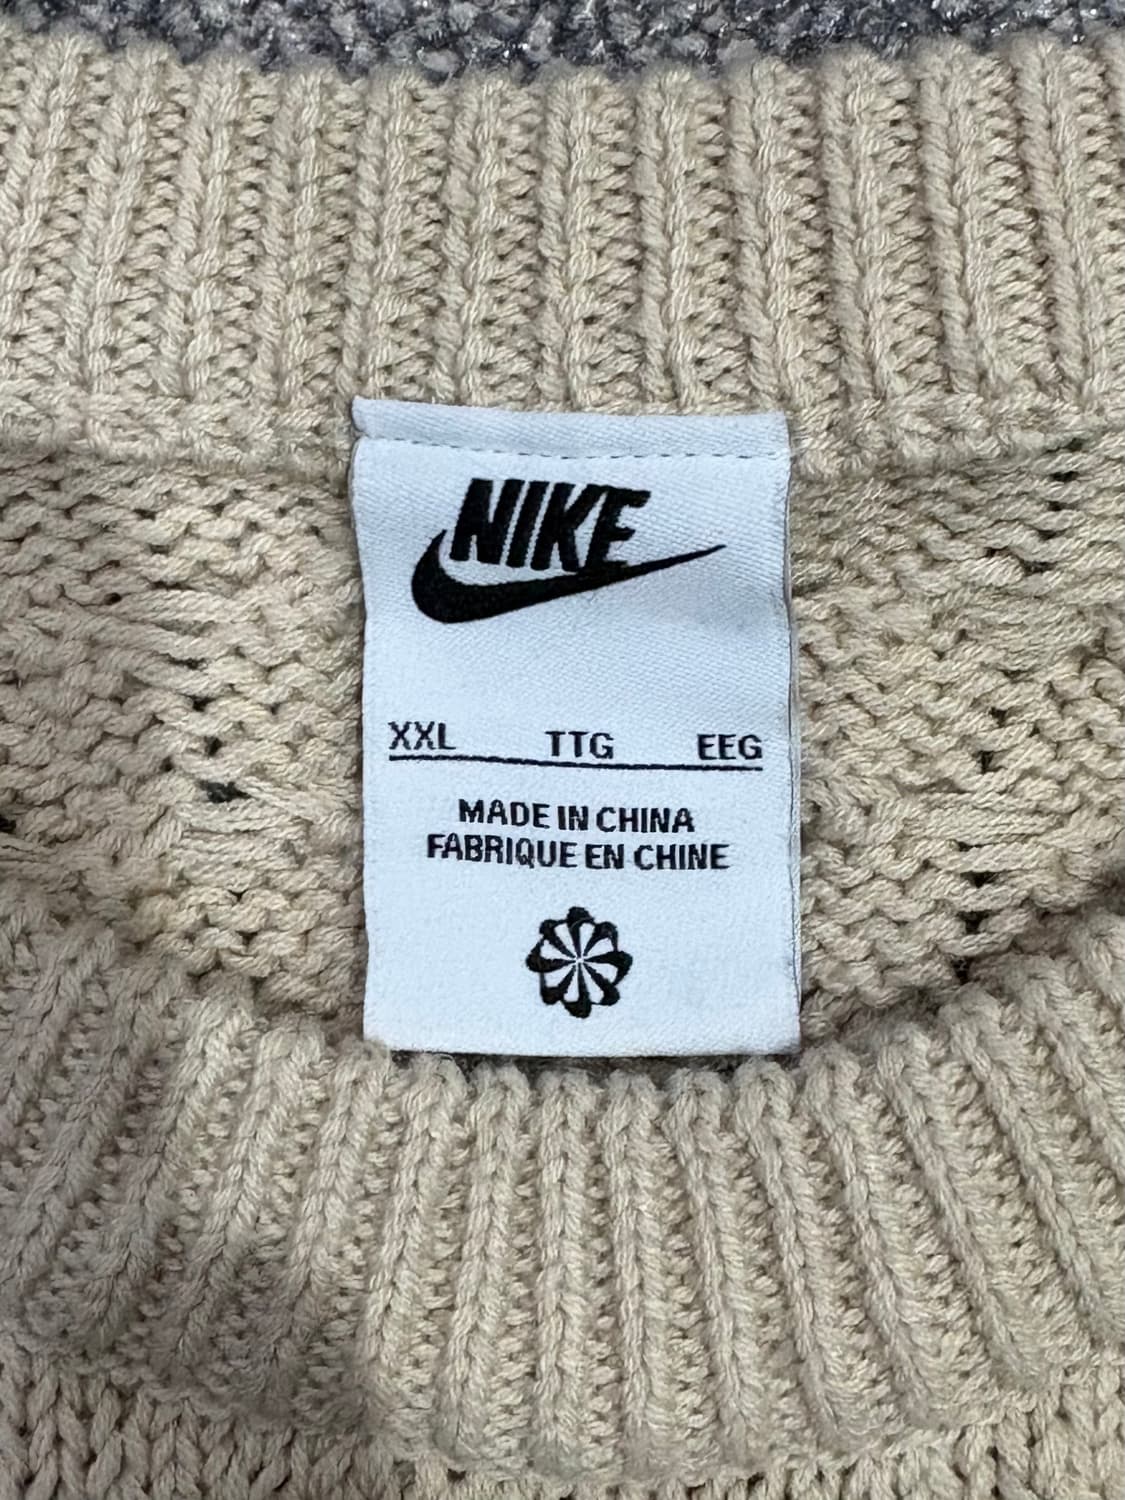 NIKE
XXL TTG EEG
MADE IN CHINA
FABRIQUE EN CHINE